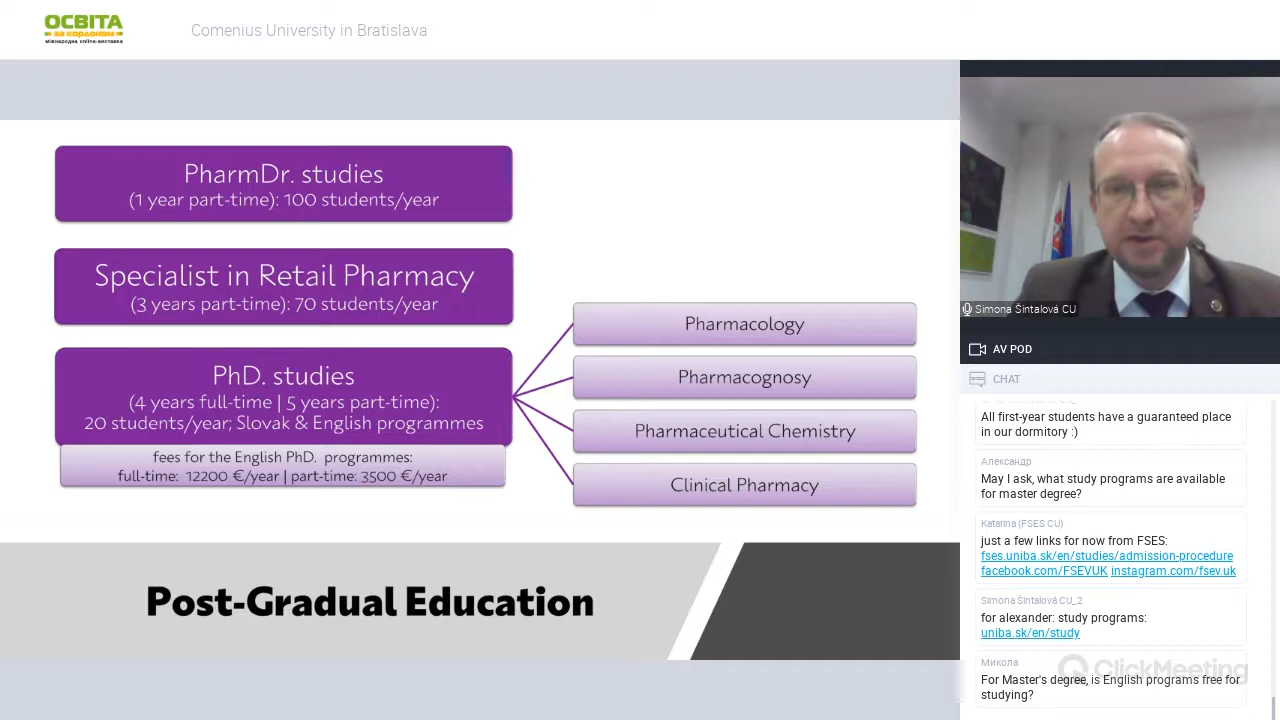 ОСВІТА
за кордоном
міжнародна online-виставка
Comenius University in Bratislava
PharmDr. studies
(1 year part-time): 100 students/year
Specialist in Retail Pharmacy
(3 years part-time): 70 students/year
PhD. studies
(4 years full-time | 5 years part-time):
20 students/year; Slovak & English programmes
fees for the English PhD. programmes:
full-time: 12200 €/year | part-time: 3500 €/year
Pharmacology
Pharmacognosy
Pharmaceutical Chemistry
Clinical Pharmacy
Post-Gradual Education
Simona Šintalová CU
AV POD
CHAT
All first-year students have a guaranteed place
in our dormitory :)
Александр
May I ask, what study programs are available
for master degree?
Katarina (FSES CU)
just a few links for now from FSES:
fses.uniba.sk/en/studies/admission-procedure
facebook.com/FSEVUK instagram.com/fsev.uk
Simona Šintalová CU_2
for alexander: study programs:
uniba.sk/en/study
Микола
For Master's degree, is English programs free for
studying?
ClickMeeting